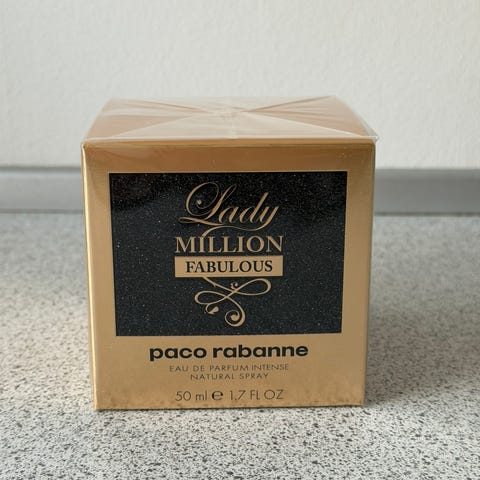 Lady
MILLION
FABULOUS
paco rabanne
EAU DE PARFUM INTENSE
NATURAL SPRAY
50 ml ℮ 1.7 FL OZ